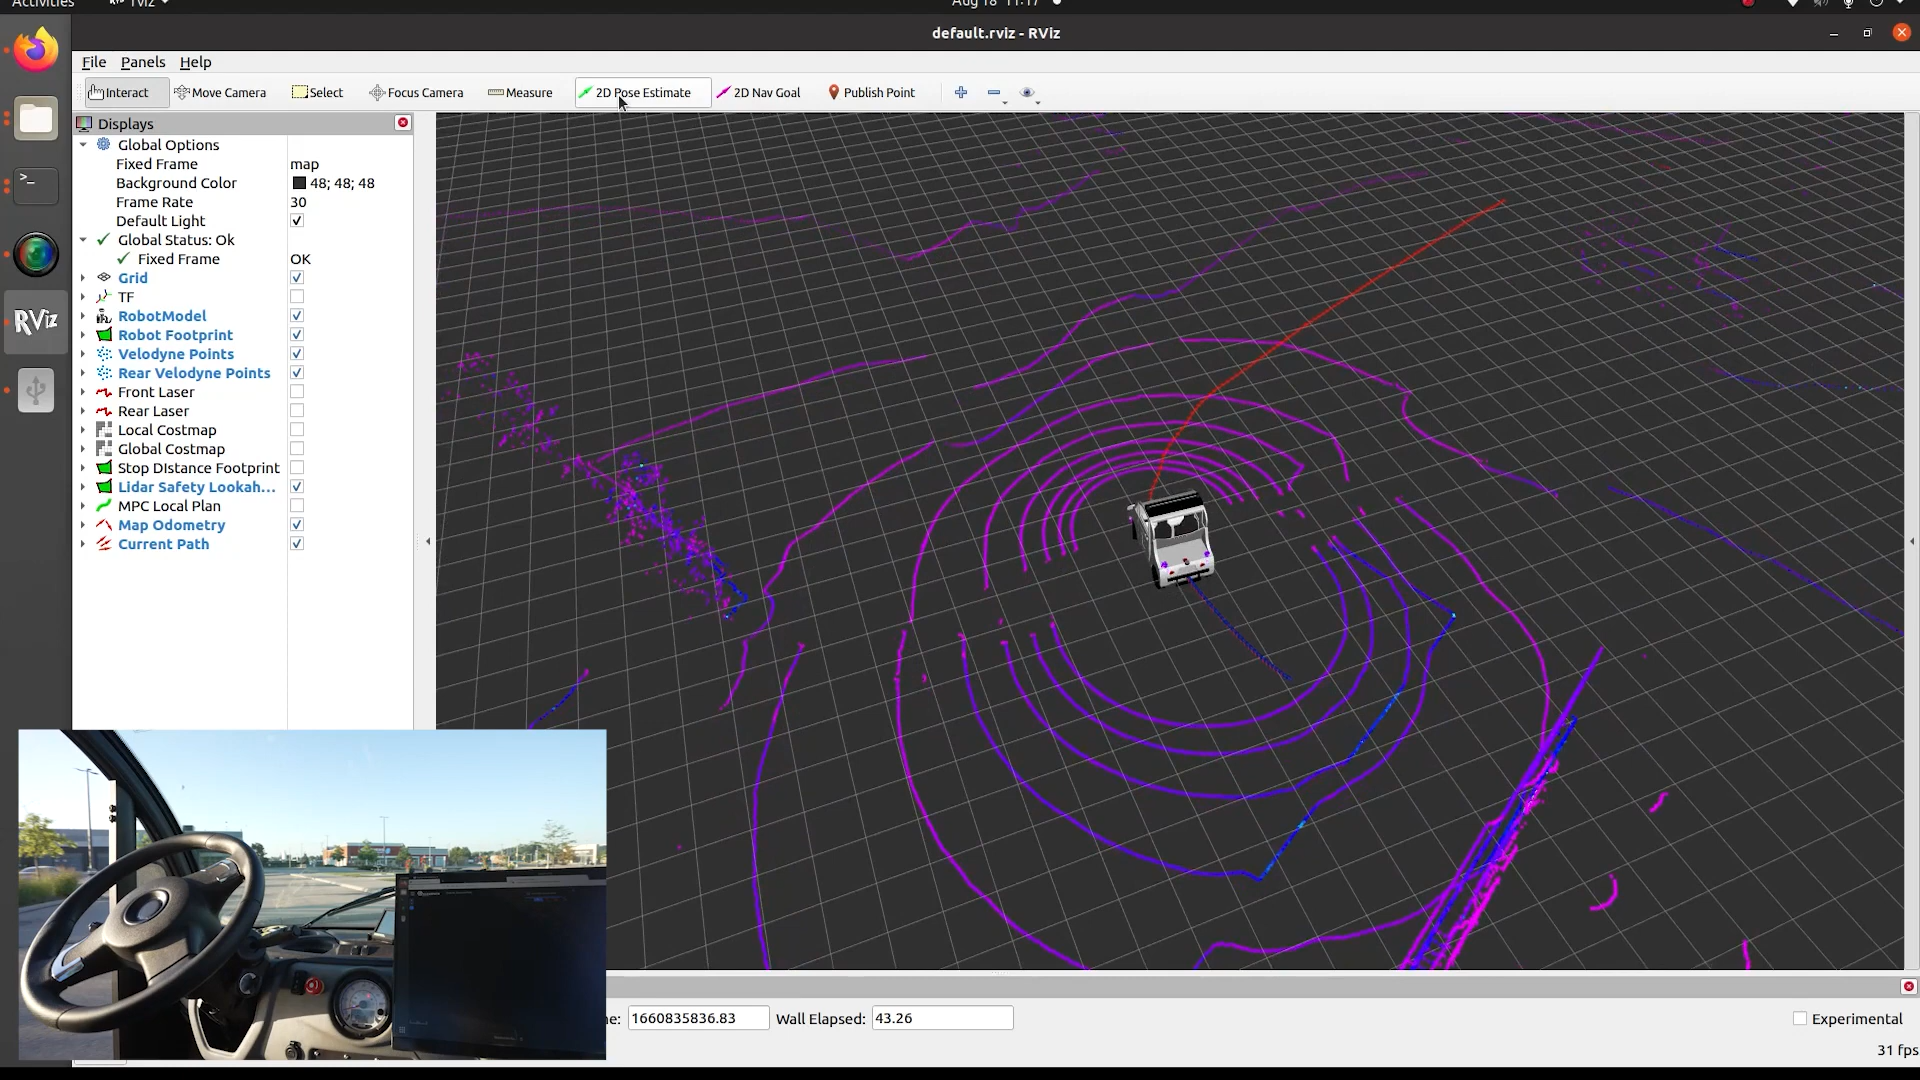 Activities
rviz
Aug 18 11:17
default.rviz - RViz
File Panels Help
Interact Move Camera Select Focus Camera Measure 2D Pose Estimate 2D Nav Goal Publish Point
Displays
Global Options
Fixed Frame map
Background Color 48; 48; 48
Frame Rate 30
Default Light
Global Status: Ok
Fixed Frame OK
Grid
TF
RobotModel
Robot Footprint
Velodyne Points
Rear Velodyne Points
Front Laser
Rear Laser
RViz
Local Costmap
Global Costmap
Stop DIstance Footprint
Lidar Safety Lookah...
MPC Local Plan
Map Odometry
Current Path
1660835836.83 Wall Elapsed: 43.26 Experimental
31 fps